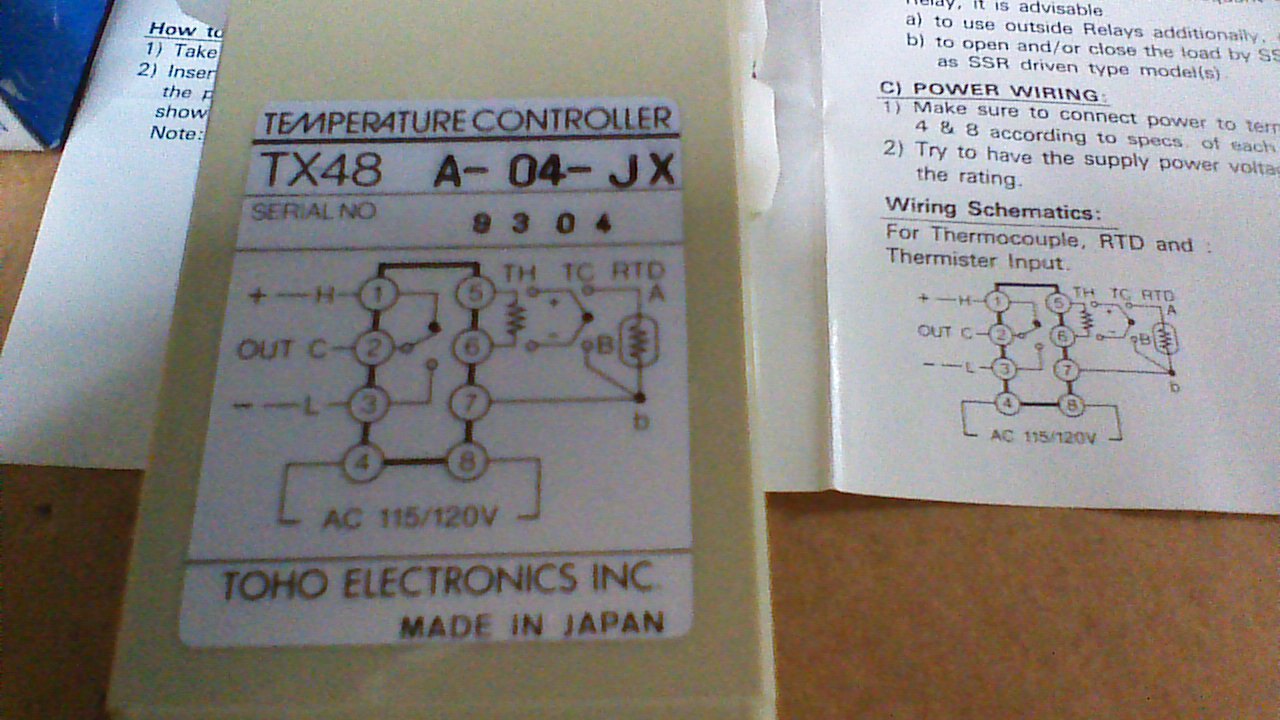 How to
1) Take
2) Inser
the p
show
Note:
TEMPERATURE CONTROLLER
TX48 A- 04- JX
SERIAL NO 9304
TH TC RTD
+ H 1 5 + A
OUT C 2 6 - B
- L 3 7 b
4 8
AC 115/120V
TOHO ELECTRONICS INC.
MADE IN JAPAN
Relay, it is advisable
a) to use outside Relays additionally,
b) to open and/or close the load by SS
as SSR driven type model(s)
C) POWER WIRING:
1) Make sure to connect power to term
4 & 8 according to specs. of each
2) Try to have the supply power volta
the rating.
Wiring Schematics:
For Thermocouple, RTD and :
Thermister Input.
TH TC RTD
+ H 1 5 + A
OUT C 2 6 - B
- L 3 7 b
4 8
AC 115/120V